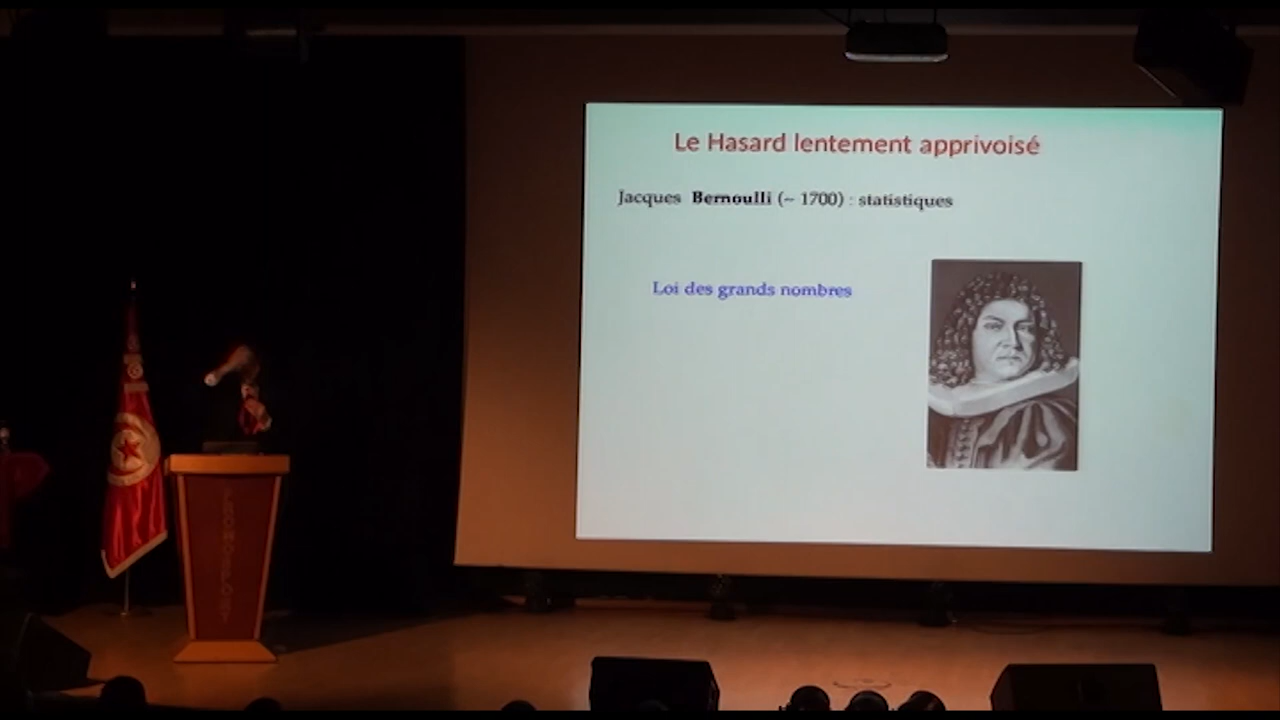 Le Hasard lentement apprivoisé
Jacques Bernoulli (~ 1700) : statistiques
Loi des grands nombres